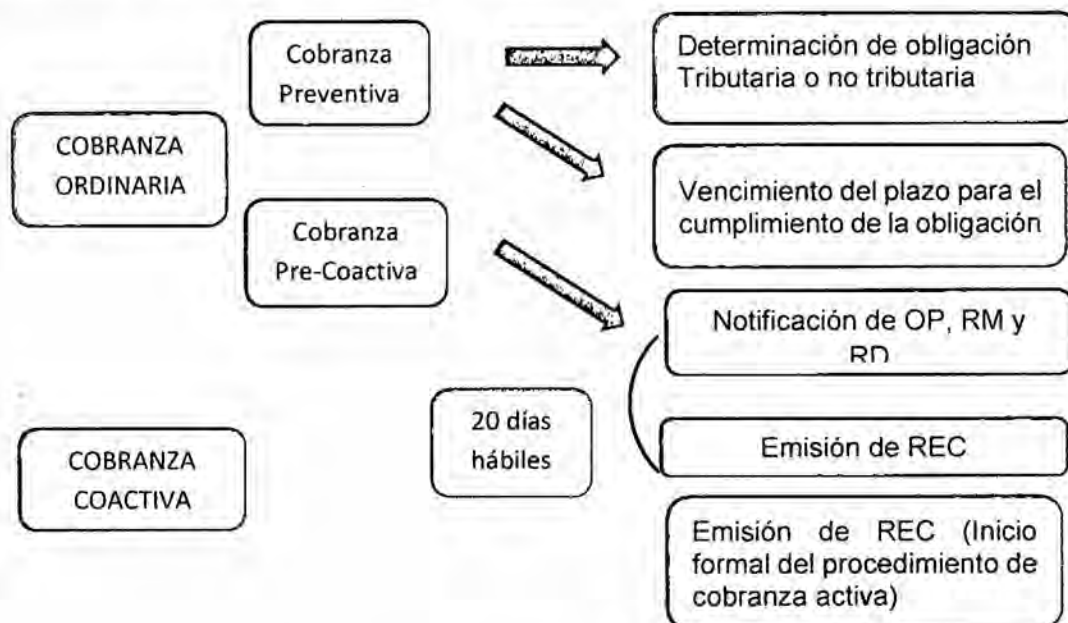 COBRANZA
ORDINARIA
Cobranza
Preventiva
Cobranza
Pre-Coactiva
Determinación de obligación
Tributaria o no tributaria
Vencimiento del plazo para el
cumplimiento de la obligación
Notificación de OP, RM y
RD
20 días
hábiles
Emisión de REC
COBRANZA
COACTIVA
Emisión de REC (Inicio
formal del procedimiento de
cobranza activa)